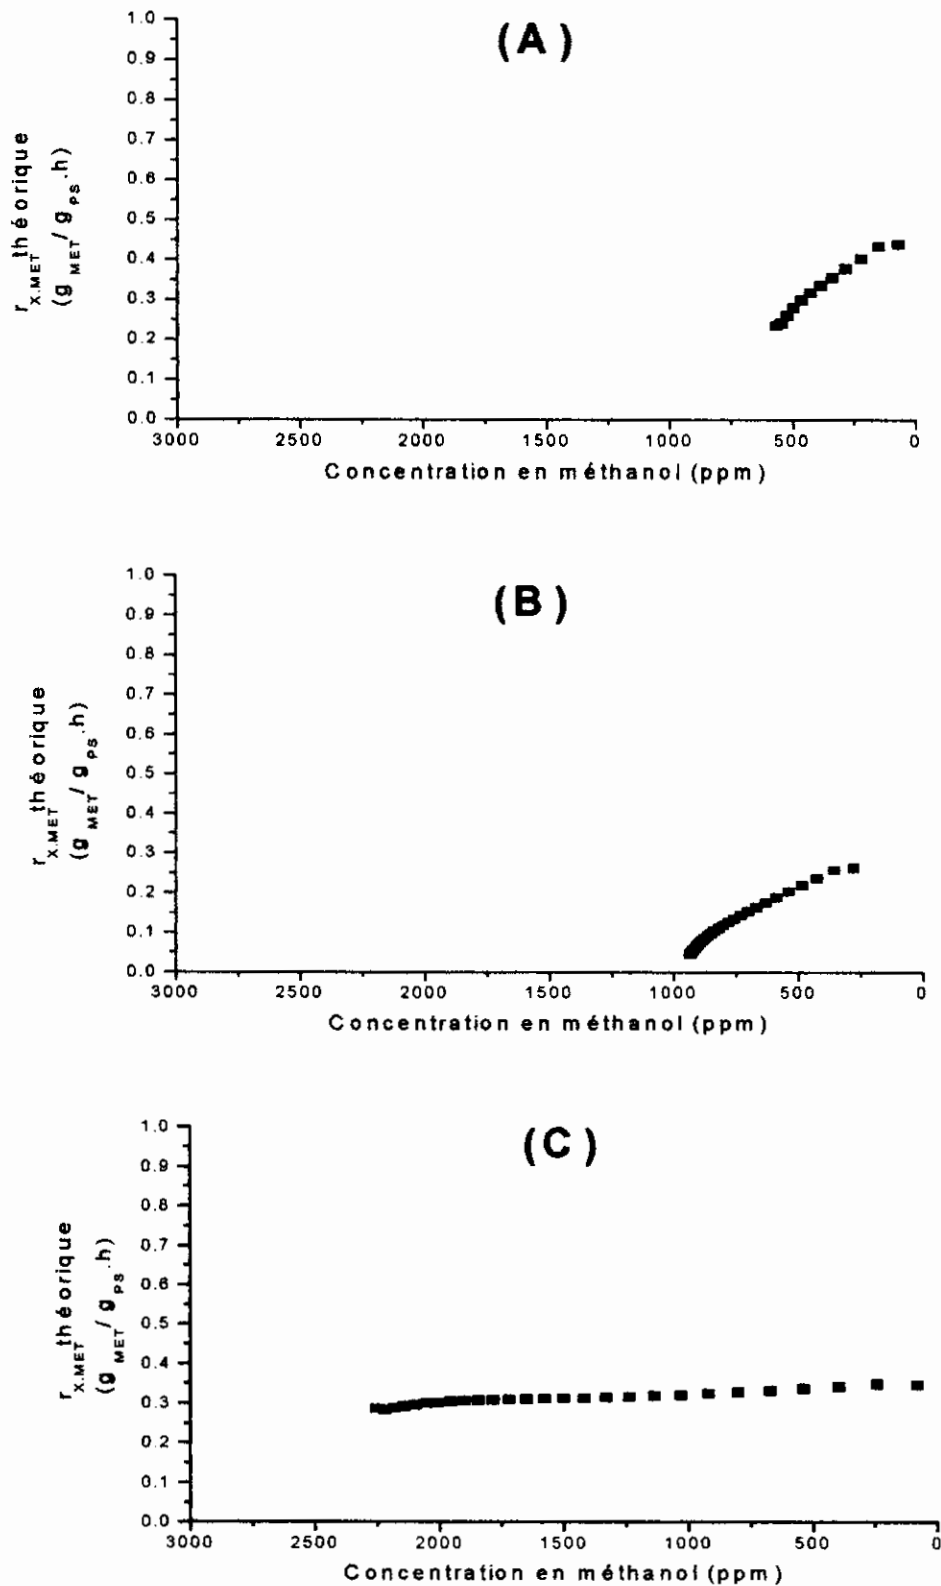 (A)
r X.MET théorique
(g MET / g PS .h)
1.0
0.9
0.8
0.7
0.6
0.5
0.4
0.3
0.2
0.1
0.0
3000 2500 2000 1500 1000 500 0
Concentration en méthanol (ppm)
(B)
r X.MET théorique
(g MET / g PS .h)
1.0
0.9
0.8
0.7
0.6
0.5
0.4
0.3
0.2
0.1
0.0
3000 2500 2000 1500 1000 500 0
Concentration en méthanol (ppm)
(C)
r X.MET théorique
(g MET / g PS .h)
1.0
0.9
0.8
0.7
0.6
0.5
0.4
0.3
0.2
0.1
0.0
3000 2500 2000 1500 1000 500 0
Concentration en méthanol (ppm)